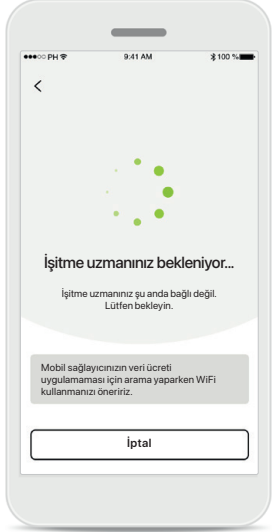 ●●●○○ PH 9:41 AM 100 %
İşitme uzmanınız bekleniyor...
İşitme uzmanınız şu anda bağlı değil.
Lütfen bekleyin.
Mobil sağlayıcınızın veri ücreti
uygulamaması için arama yaparken WiFi
kullanmanızı öneririz.
İptal